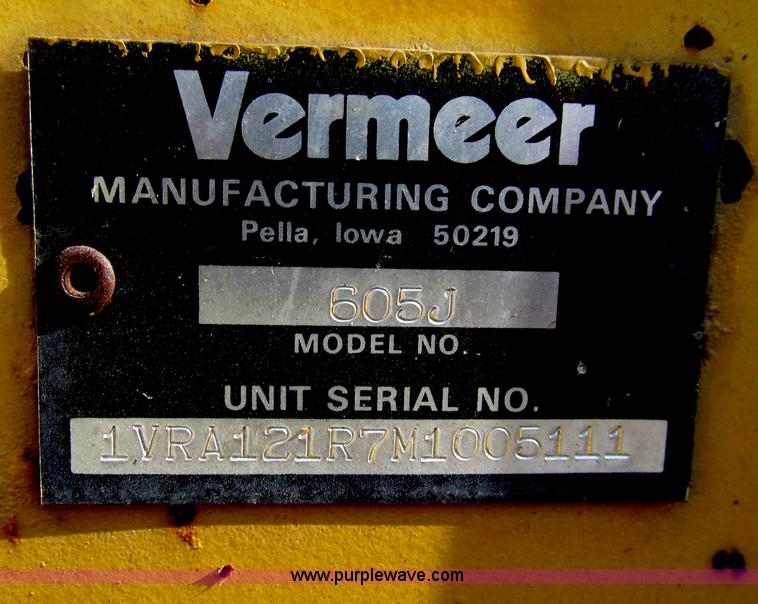 Vermeer
MANUFACTURING COMPANY
Pella, Iowa 50219
605J
MODEL NO.
UNIT SERIAL NO.
1VRA121R7M1005111
www.purplewave.com